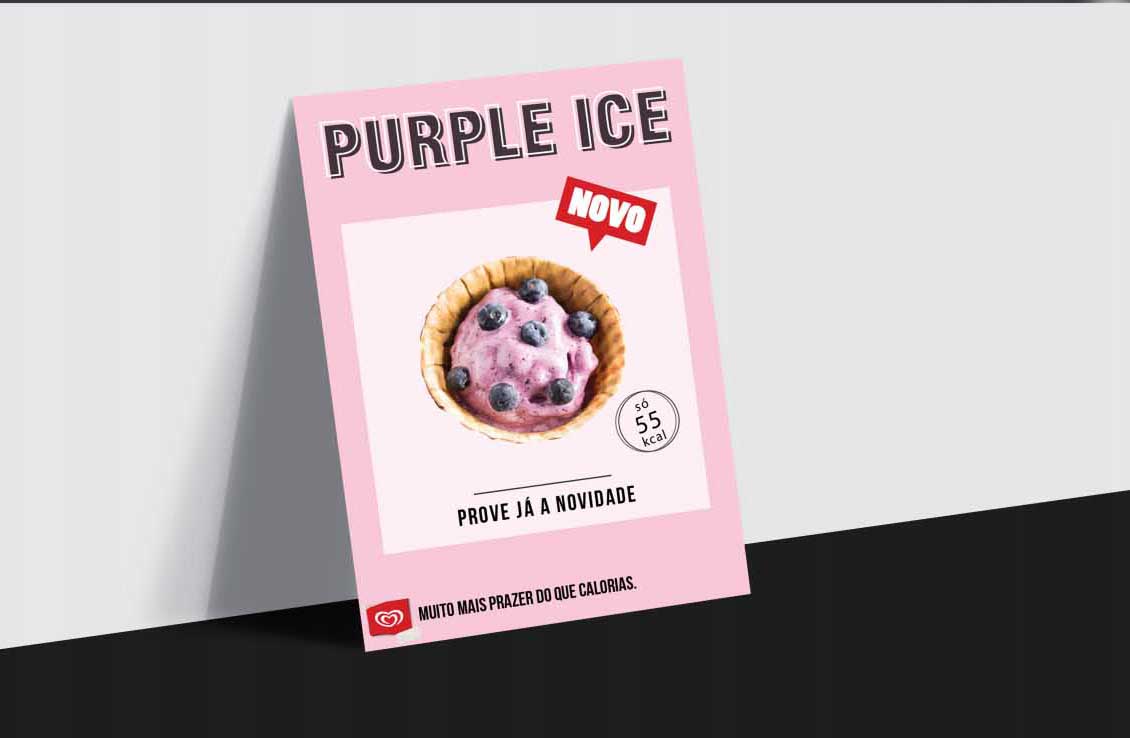 PURPLE ICE
NOVO
só
55
kcal
PROVE JÁ A NOVIDADE
MUITO MAIS PRAZER DO QUE CALORIAS.